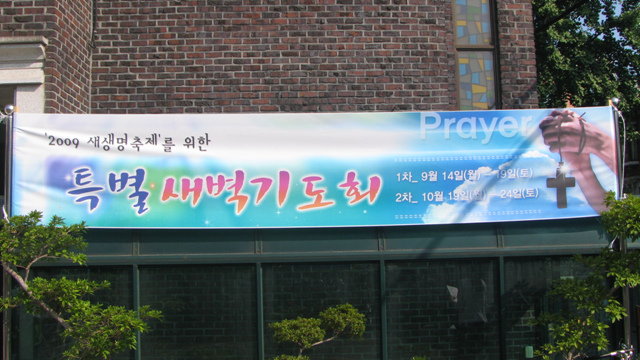 '2009 새생명축제'를 위한
특별 새벽기도회
Prayer
1차_ 9월 14일(월) ~ 19일(토)
2차_ 10월 19일(월) ~ 24일(토)